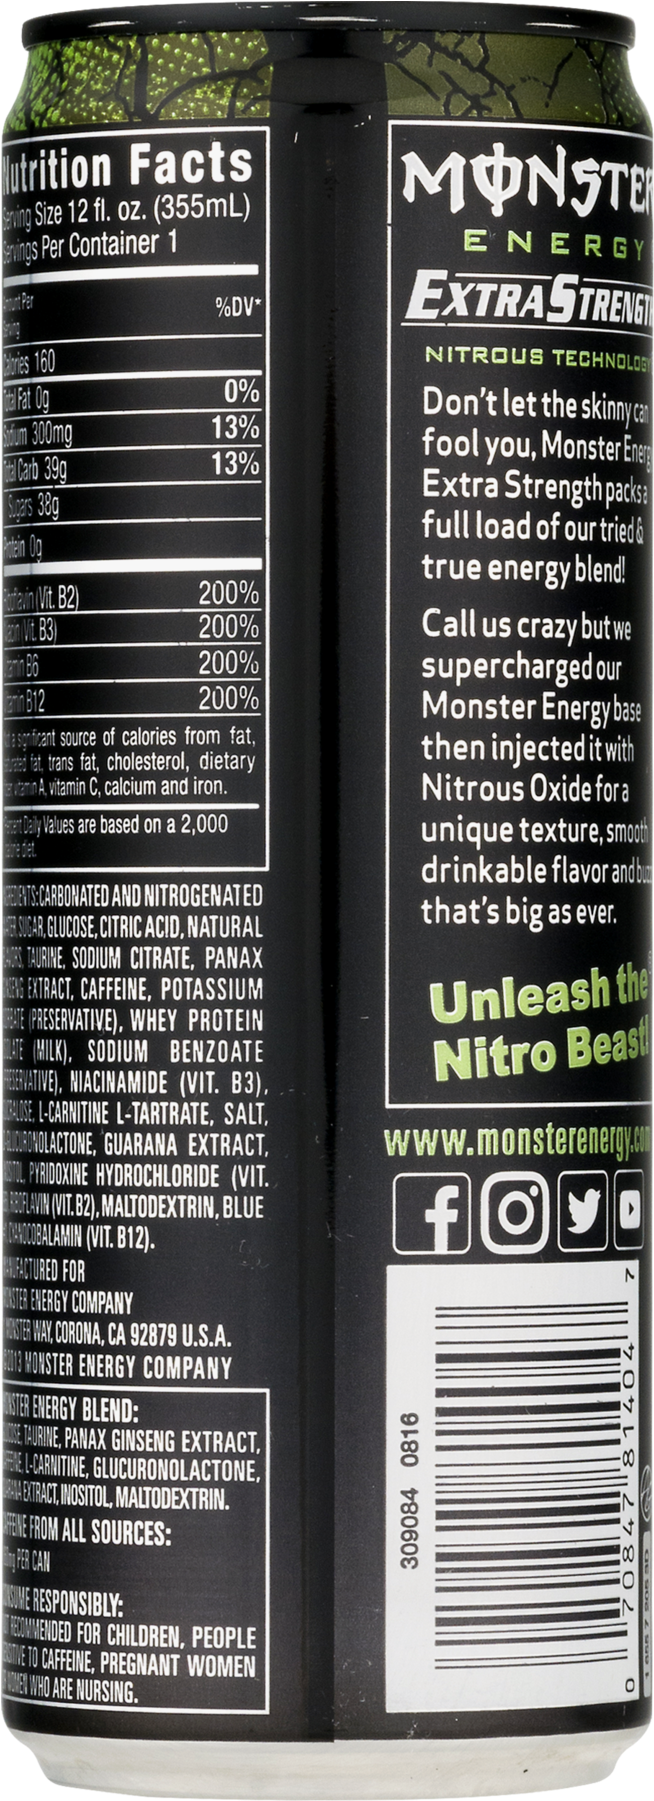 Nutrition Facts
Serving Size 12 fl. oz. (355mL)
Servings Per Container 1
Amount Per
Serving
%DV*
Calories 160
Total Fat 0g 0%
Sodium 300mg 13%
Total Carb 39g 13%
Sugars 38g
Protein 0g
Riboflavin (Vit. B2) 200%
Niacin (Vit. B3) 200%
Vitamin B6 200%
Vitamin B12 200%
significant source of calories from fat,
fat, trans fat, cholesterol, dietary
vitamin A, vitamin C, calcium and iron.
Daily Values are based on a 2,000
diet.
INGREDIENTS: CARBONATED AND NITROGENATED
WATER, SUGAR, GLUCOSE, CITRIC ACID, NATURAL
TAURINE, SODIUM CITRATE, PANAX
EXTRACT, CAFFEINE, POTASSIUM
(PRESERVATIVE), WHEY PROTEIN
(MILK), SODIUM BENZOATE
NIACINAMIDE (VIT. B3),
L-CARNITINE L-TARTRATE, SALT,
GUARANA EXTRACT,
PYRIDOXINE HYDROCHLORIDE (VIT.
RIBOFLAVIN (VIT. B2), MALTODEXTRIN, BLUE
CYANOCOBALAMIN (VIT. B12).
MANUFACTURED FOR
MONSTER ENERGY COMPANY
MONSTER WAY, CORONA, CA 92879 U.S.A.
2013 MONSTER ENERGY COMPANY
MONSTER ENERGY BLEND:
TAURINE, PANAX GINSENG EXTRACT,
L-CARNITINE, GLUCURONOLACTONE,
EXTRACT, INOSITOL, MALTODEXTRIN.
CAFFEINE FROM ALL SOURCES:
PER CAN
CONSUME RESPONSIBLY:
RECOMMENDED FOR CHILDREN, PEOPLE
TO CAFFEINE, PREGNANT WOMEN
WOMEN WHO ARE NURSING.
MONSTER
ENERGY
EXTRA STRENGTH
NITROUS TECHNOLOGY
Don't let the skinny can
fool you, Monster Energy
Extra Strength packs a
full load of our tried &
true energy blend!
Call us crazy but we
supercharged our
Monster Energy base
then injected it with
Nitrous Oxide for a
unique texture, smooth
drinkable flavor and buzz
that's big as ever.
Unleash the
Nitro Beast!
www.monsterenergy.com
309084 0816
0 70847 81404 7